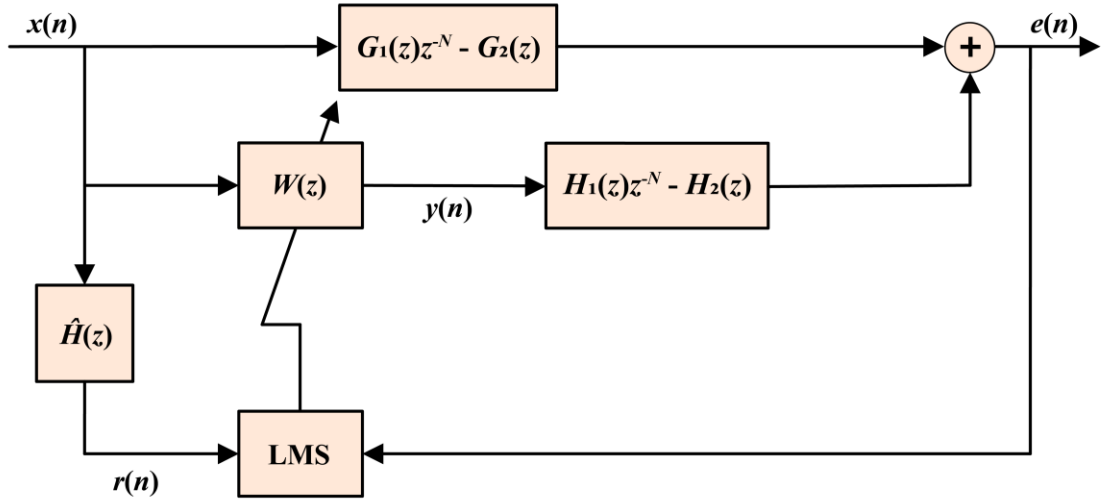 x(n)
G₁(z)z⁻ᴺ - G₂(z)
+
e(n)
W(z)
y(n)
H₁(z)z⁻ᴺ - H₂(z)
Ĥ(z)
r(n)
LMS